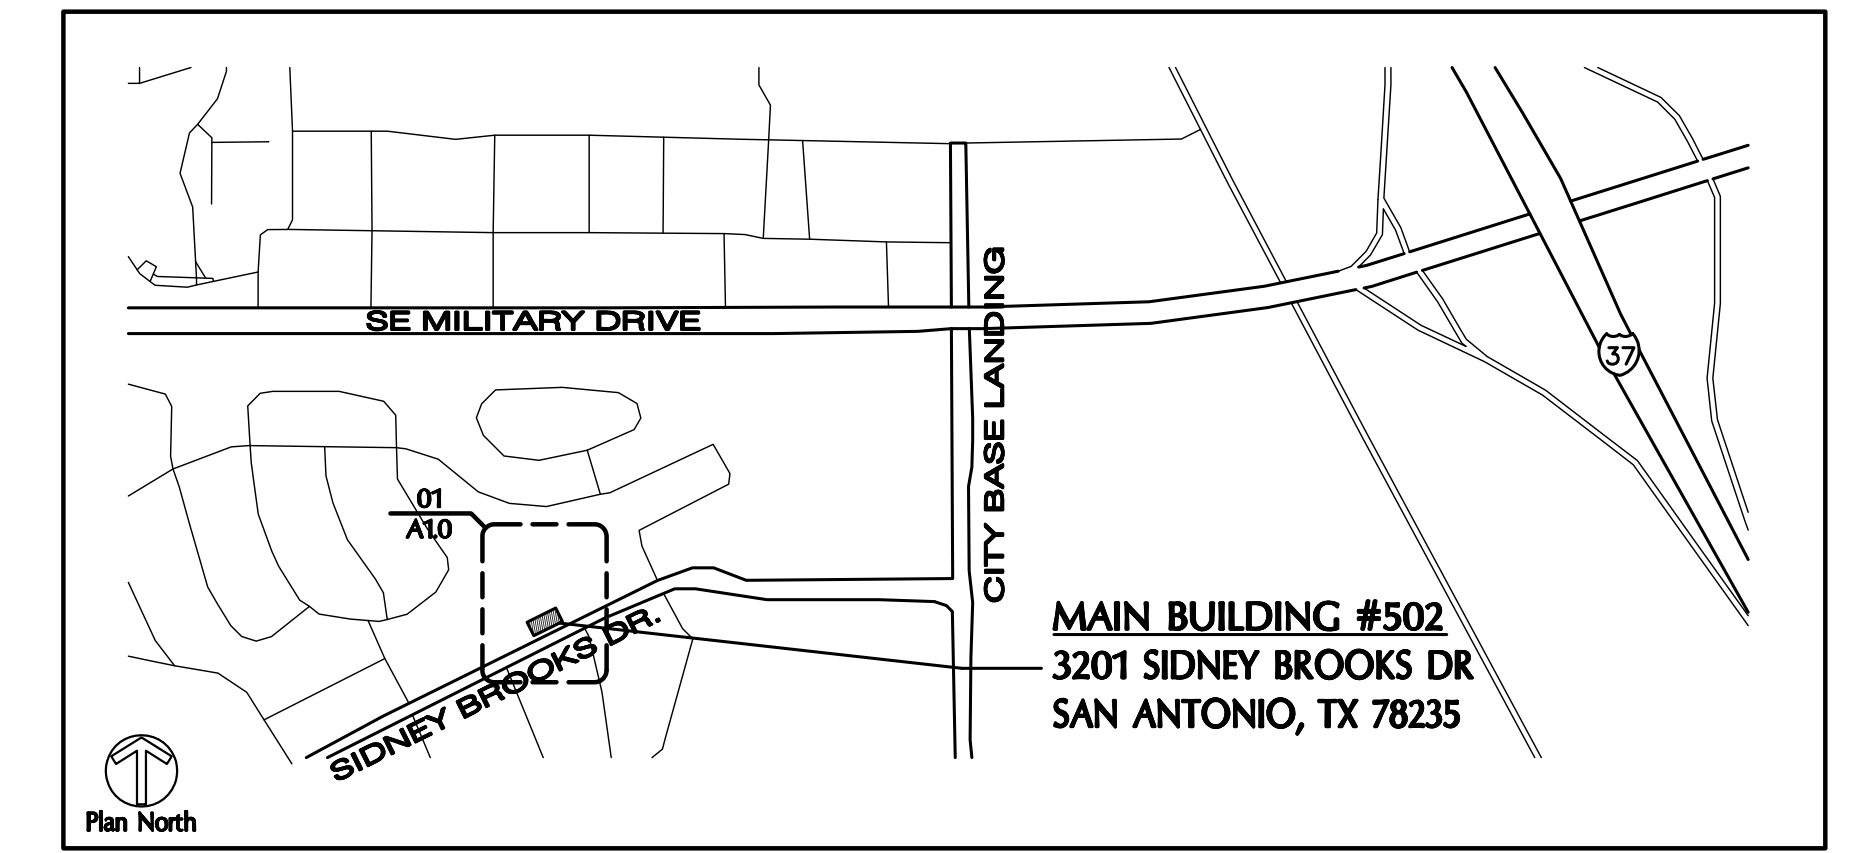 SE MILITARY DRIVE
CITY BASE LANDING
37
01
A1.0
SIDNEY BROOKS DR.
MAIN BUILDING #502
3201 SIDNEY BROOKS DR
SAN ANTONIO, TX 78235
Plan North